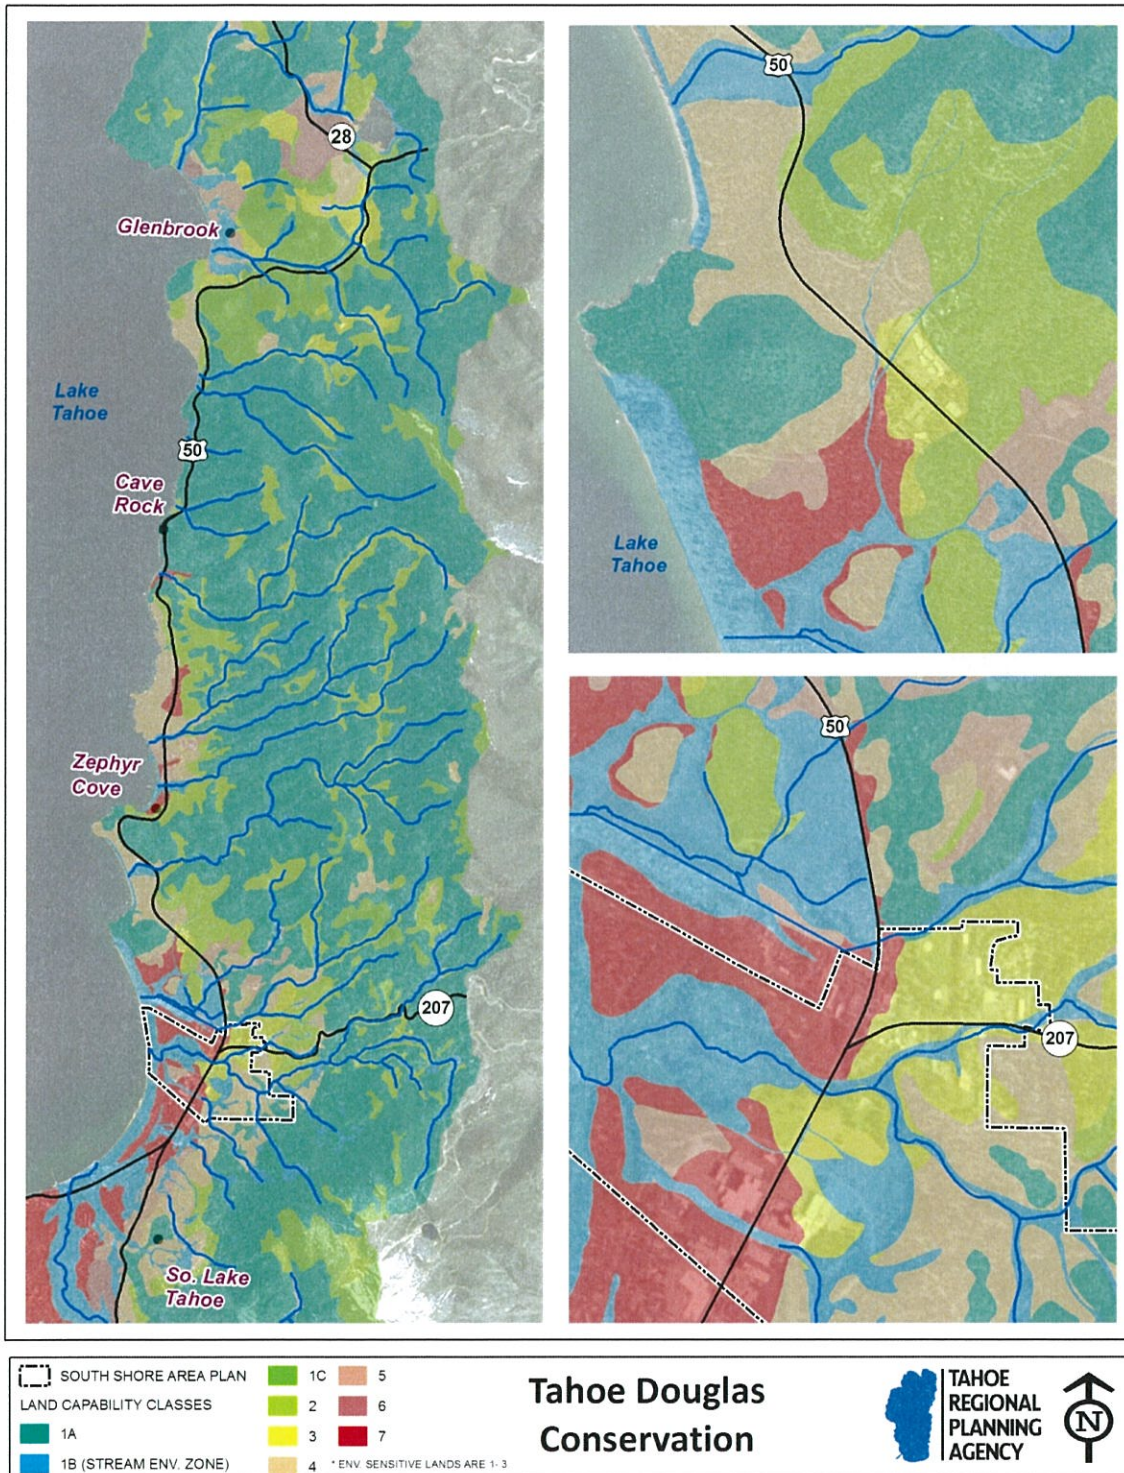 28
Glenbrook
Lake
Tahoe
50
Cave
Rock
Zephyr
Cove
207
So. Lake
Tahoe
50
Lake
Tahoe
50
207
SOUTH SHORE AREA PLAN
LAND CAPABILITY CLASSES
1A
1B (STREAM ENV. ZONE)
1C
2
3
4
5
6
7
* ENV. SENSITIVE LANDS ARE 1- 3
Tahoe Douglas
Conservation
TAHOE
REGIONAL
PLANNING
AGENCY
N